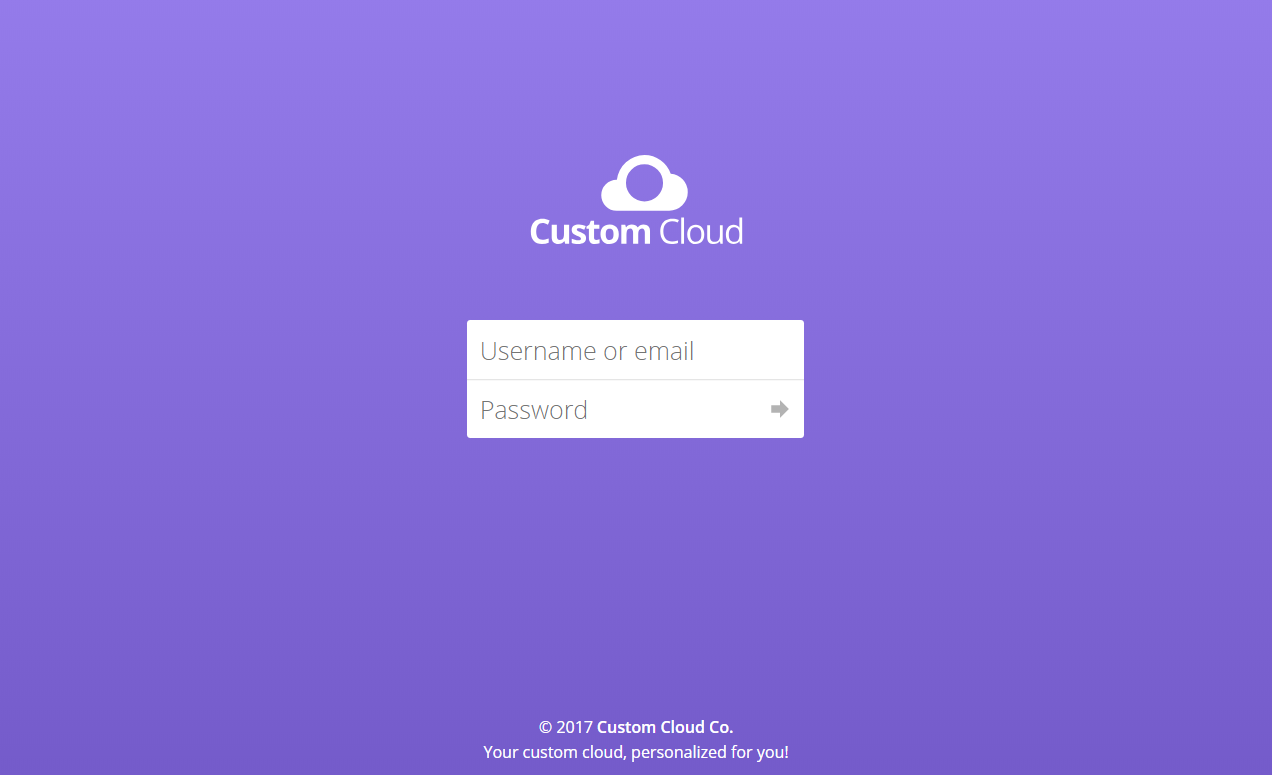 Custom Cloud
Username or email
Password
© 2017 Custom Cloud Co.
Your custom cloud, personalized for you!